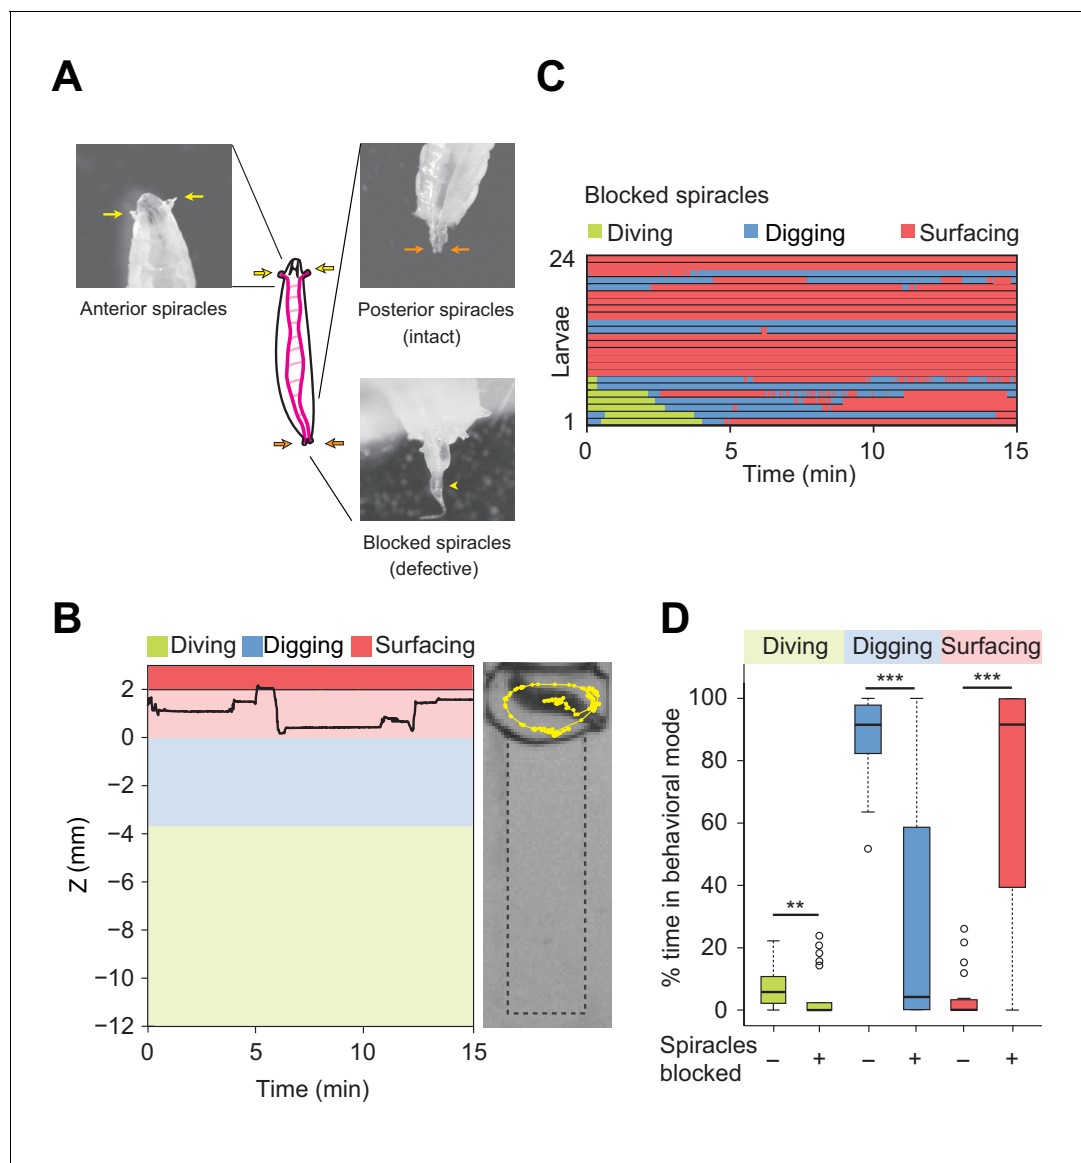 A
Anterior spiracles
Posterior spiracles
(intact)
Blocked spiracles
(defective)
C
Blocked spiracles
Diving Digging Surfacing
24
Larvae
1
0 5 10 15
Time (min)
B
Diving Digging Surfacing
2
0
−2
−4
−6
−8
−10
−12
Z (mm)
0 5 10 15
Time (min)
D
Diving Digging Surfacing
100
80
60
40
20
0
% time in behavioral mode
** *** ***
Spiracles
blocked
− + − + − +